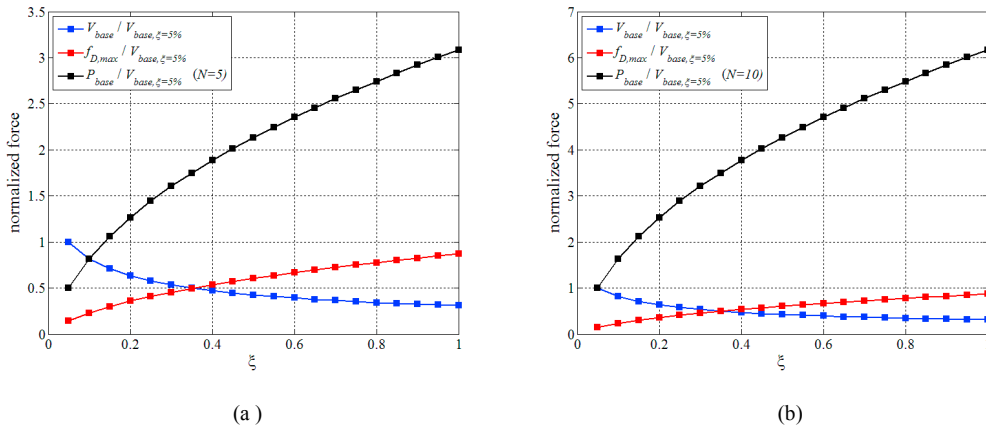 3.5
3
2.5
2
1.5
1
0.5
0
normalized force
V_base / V_base, ξ=5%
f_D,max / V_base, ξ=5%
P_base / V_base, ξ=5% (N=5)
0 0.2 0.4 0.6 0.8 1
ξ
(a )
7
6
5
4
3
2
1
0
normalized force
V_base / V_base, ξ=5%
f_D,max / V_base, ξ=5%
P_base / V_base, ξ=5% (N=10)
0 0.2 0.4 0.6 0.8
ξ
(b)